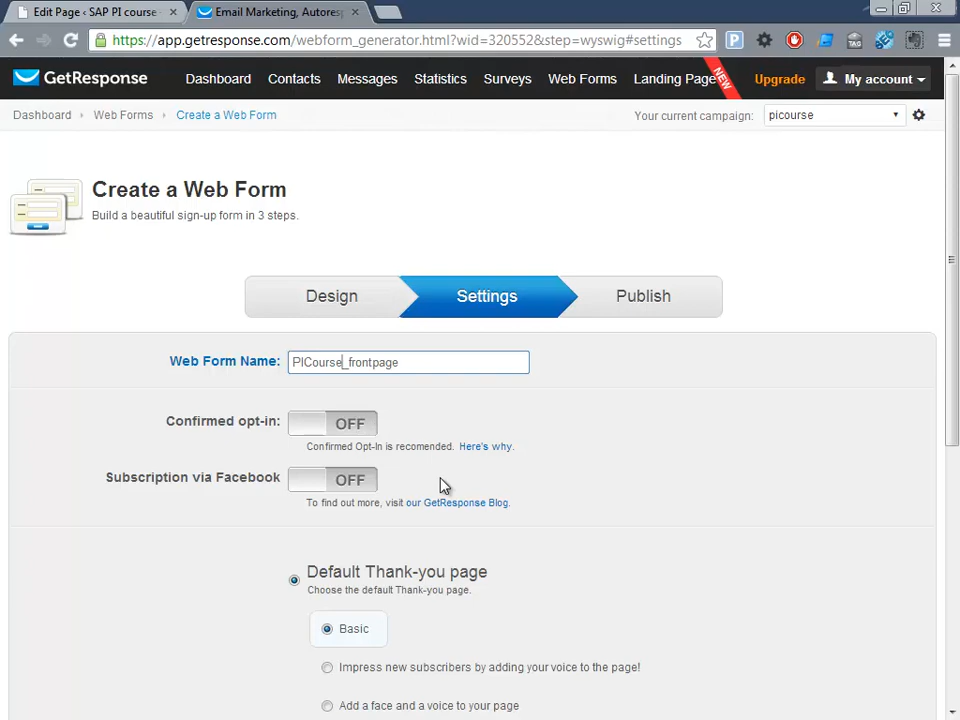 Edit Page ‹ SAP PI course
Email Marketing, Autores
https://app.getresponse.com/webform_generator.html?wid=320552&step=wyswig#settings
GetResponse Dashboard Contacts Messages Statistics Surveys Web Forms Landing Page NEW Upgrade My account
Dashboard Web Forms Create a Web Form Your current campaign: picourse
Create a Web Form
Build a beautiful sign-up form in 3 steps.
Design Settings Publish
Web Form Name: PICourse_frontpage
Confirmed opt-in: OFF
Confirmed Opt-In is recomended. Here's why.
Subscription via Facebook OFF
To find out more, visit our GetResponse Blog.
Default Thank-you page
Choose the default Thank-you page.
Basic
Impress new subscribers by adding your voice to the page!
Add a face and a voice to your page